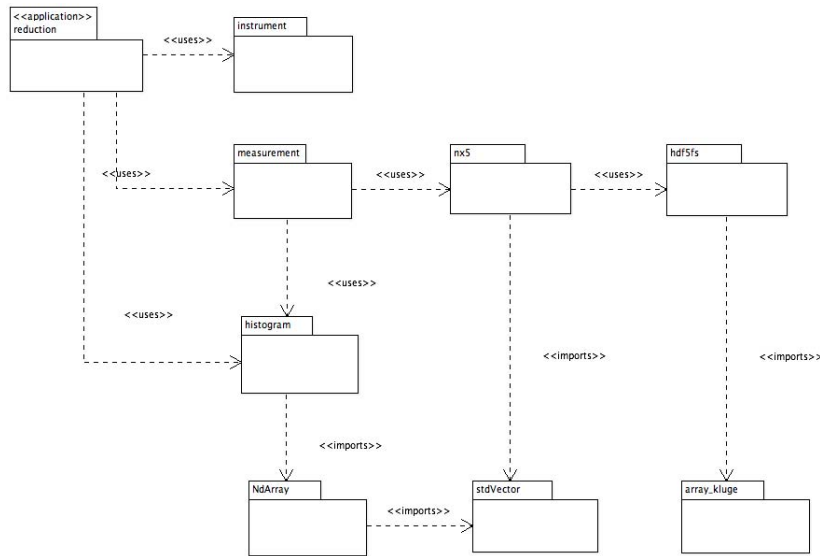 <<application>>
reduction
instrument
<<uses>>
measurement
nx5
hdf5fs
<<uses>>
<<uses>>
<<uses>>
<<uses>>
<<uses>>
histogram
<<imports>>
<<imports>>
<<imports>>
NdArray
stdVector
array_kluge
<<imports>>